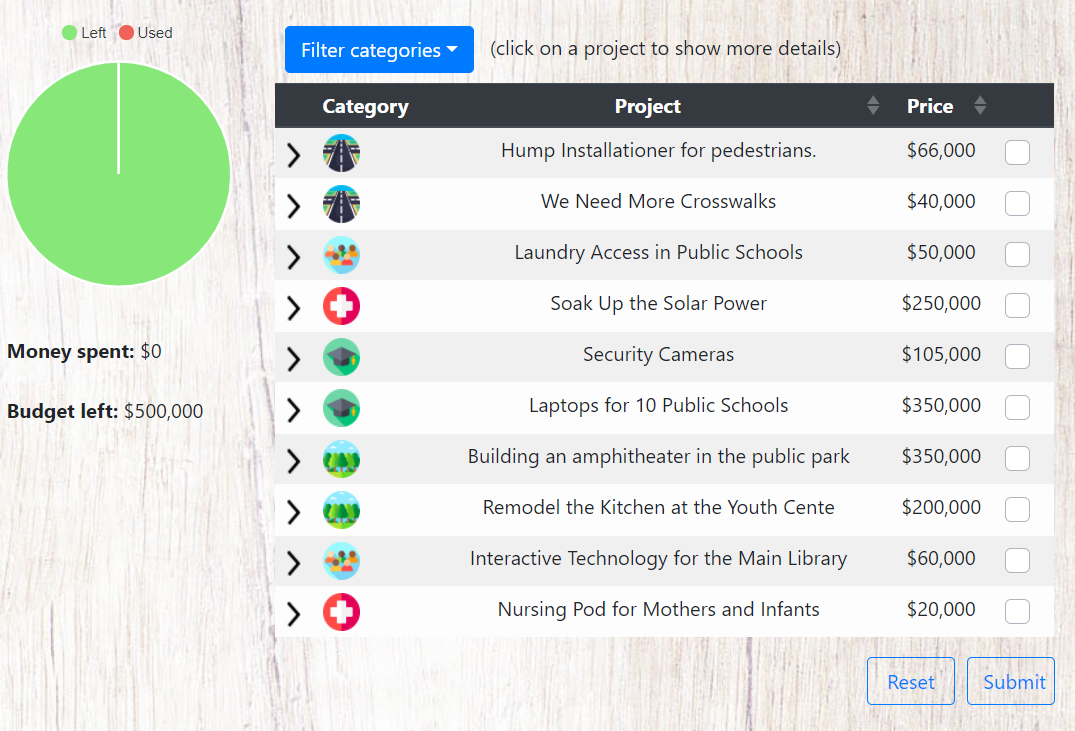 Left Used
Filter categories (click on a project to show more details)
Category Project Price
Hump Installationer for pedestrians. $66,000
We Need More Crosswalks $40,000
Laundry Access in Public Schools $50,000
Soak Up the Solar Power $250,000
Security Cameras $105,000
Laptops for 10 Public Schools $350,000
Building an amphitheater in the public park $350,000
Remodel the Kitchen at the Youth Cente $200,000
Interactive Technology for the Main Library $60,000
Nursing Pod for Mothers and Infants $20,000
Money spent: $0
Budget left: $500,000
Reset Submit